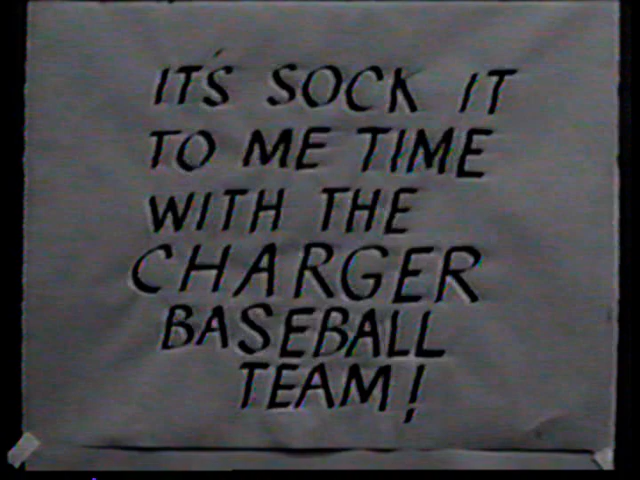 IT'S SOCK IT
TO ME TIME
WITH THE
CHARGER
BASEBALL
TEAM!